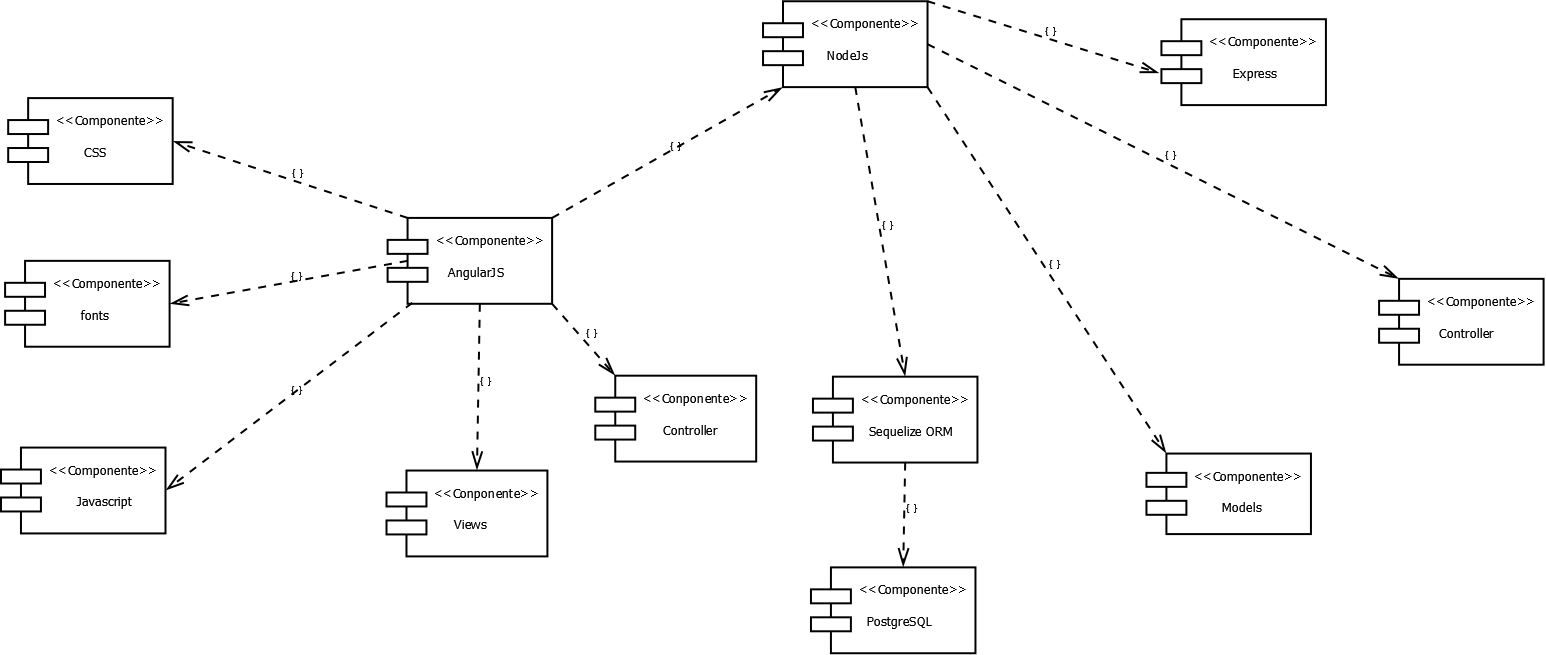 <<Componente>>
NodeJs
{ }
<<Componente>>
Express
<<Componente>>
CSS
{ }
{ }
{ }
<<Componente>>
AngularJS
{ }
<<Componente>>
fonts
{ }
{ }
{ }
<<Componente>>
Controller
{ }
<<Conponente>>
Controller
{ }
{ }
<<Componente>>
Sequelize ORM
<<Componente>>
Javascript
<<Conponente>>
Views
<<Componente>>
Models
{ }
<<Componente>>
PostgreSQL